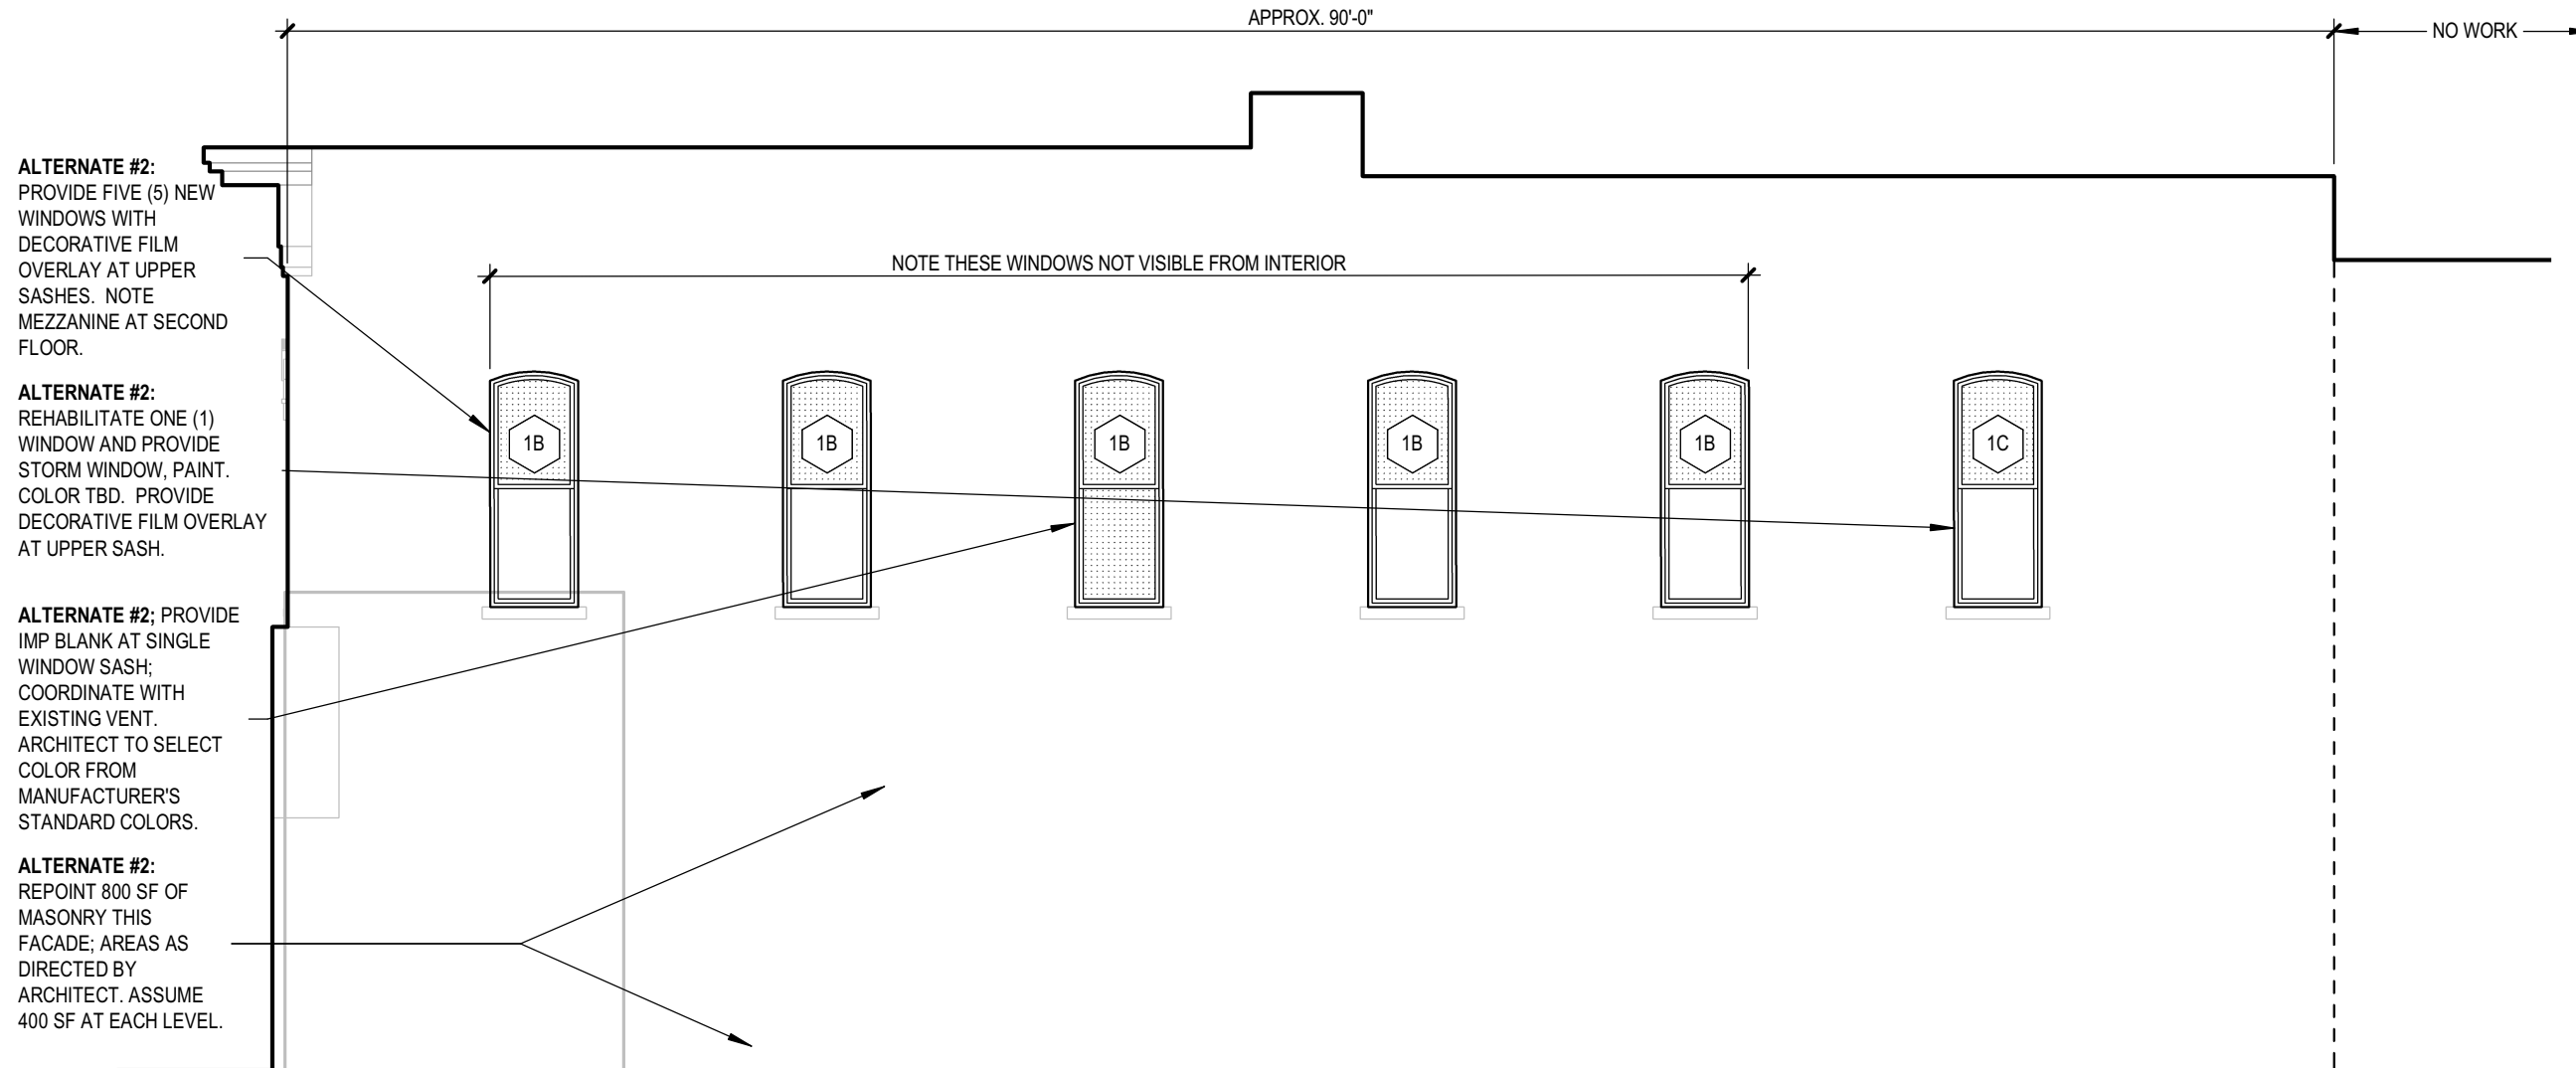 APPROX. 90'-0"
NO WORK
ALTERNATE #2:
PROVIDE FIVE (5) NEW
WINDOWS WITH
DECORATIVE FILM
OVERLAY AT UPPER
SASHES. NOTE
MEZZANINE AT SECOND
FLOOR.
NOTE THESE WINDOWS NOT VISIBLE FROM INTERIOR
ALTERNATE #2:
REHABILITATE ONE (1)
WINDOW AND PROVIDE
STORM WINDOW, PAINT.
COLOR TBD. PROVIDE
DECORATIVE FILM OVERLAY
AT UPPER SASH.
1B
1B
1B
1B
1B
1C
ALTERNATE #2; PROVIDE
IMP BLANK AT SINGLE
WINDOW SASH;
COORDINATE WITH
EXISTING VENT.
ARCHITECT TO SELECT
COLOR FROM
MANUFACTURER'S
STANDARD COLORS.
ALTERNATE #2:
REPOINT 800 SF OF
MASONRY THIS
FACADE; AREAS AS
DIRECTED BY
ARCHITECT. ASSUME
400 SF AT EACH LEVEL.